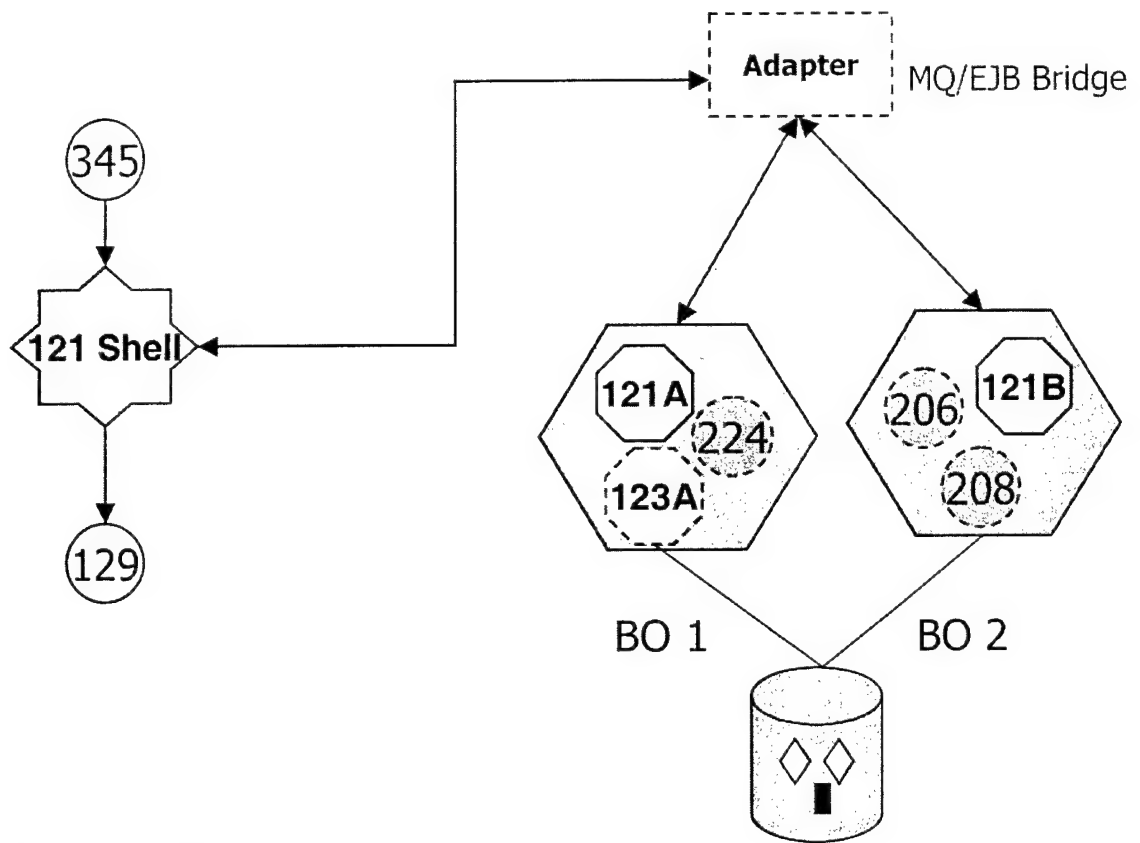 Adapter
MQ/EJB Bridge
345
121 Shell
129
121A
224
123A
206
121B
208
BO 1
BO 2